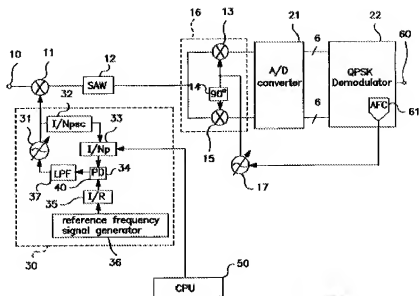 16
13
21
22
60
10
11
32
12
SAW
14
90°
A/D
converter
6
6
QPSK
Demodulator
AFC
61
31
I/Npsc
33
I/Np
15
17
37
LPF
40
PD
34
35
I/R
reference frequency
signal generator
30
36
50
CPU